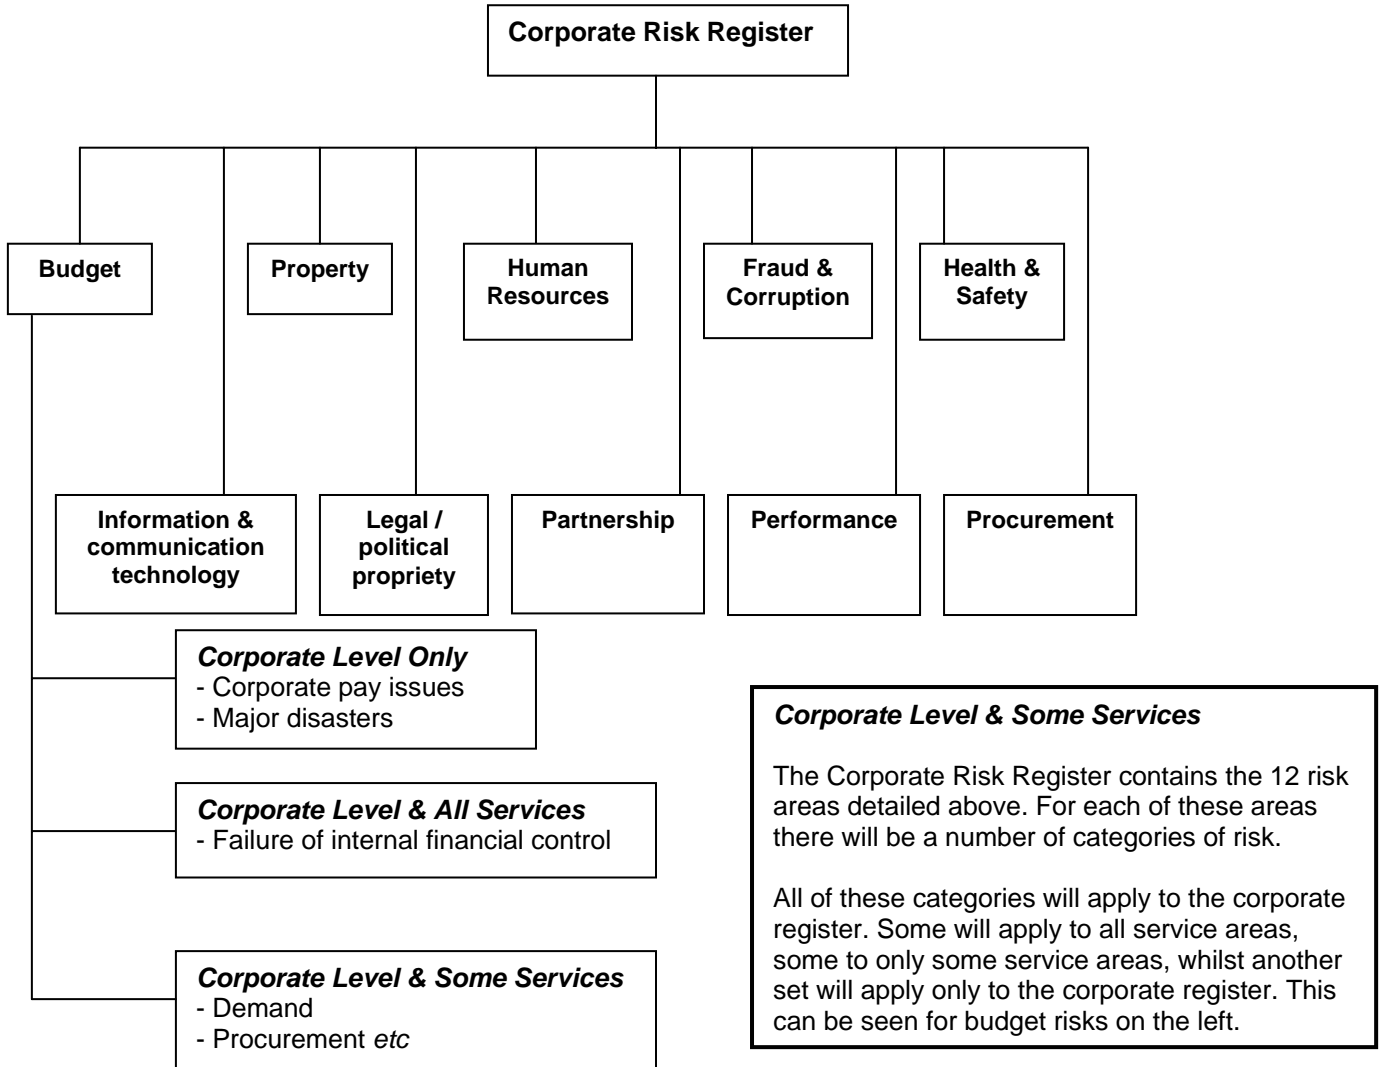 Corporate Risk Register
Budget
Property
Human
Resources
Fraud &
Corruption
Health &
Safety
Information &
communication
technology
Legal /
political
propriety
Partnership
Performance
Procurement
Corporate Level Only
- Corporate pay issues
- Major disasters
Corporate Level & All Services
- Failure of internal financial control
Corporate Level & Some Services
- Demand
- Procurement etc
Corporate Level & Some Services
The Corporate Risk Register contains the 12 risk
areas detailed above. For each of these areas
there will be a number of categories of risk.
All of these categories will apply to the corporate
register. Some will apply to all service areas,
some to only some service areas, whilst another
set will apply only to the corporate register. This
can be seen for budget risks on the left.